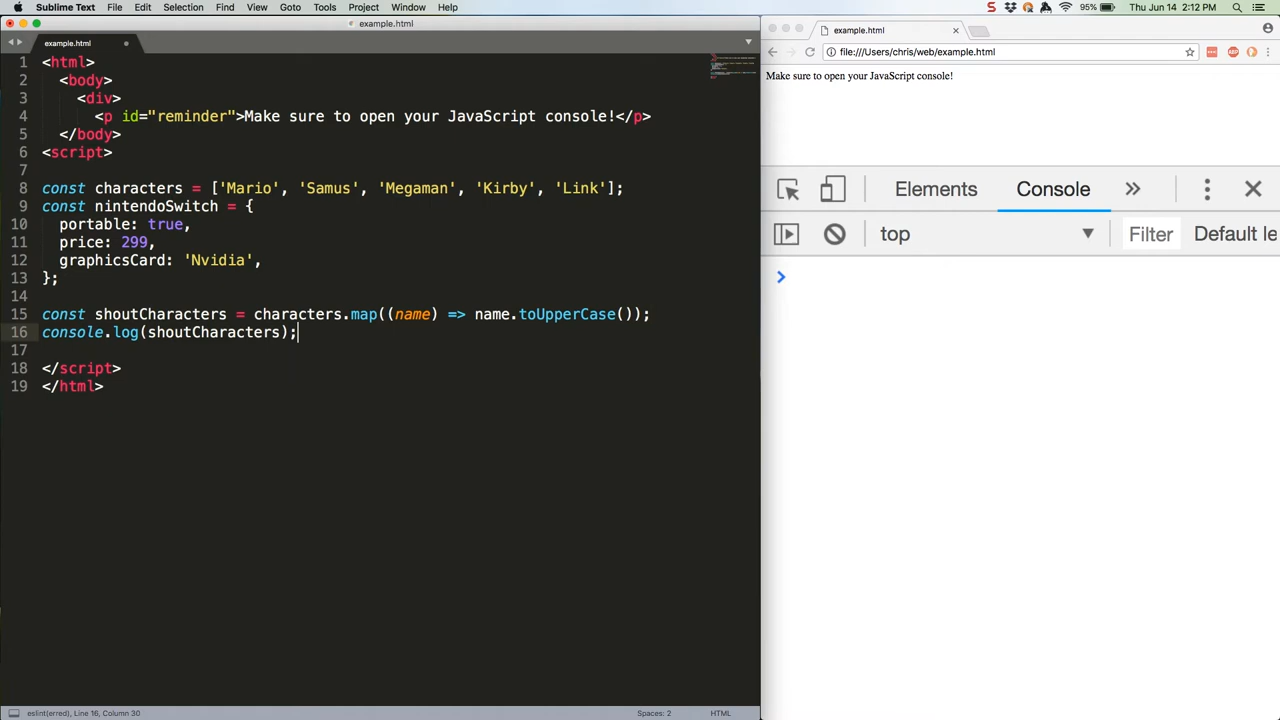 Sublime Text File Edit Selection Find View Goto Tools Project Window Help 95% Thu Jun 14 2:12 PM
example.html
example.html
example.html
file:///Users/chris/web/example.html
Make sure to open your JavaScript console!
1 <html>
2 <body>
3 <div>
4 <p id="reminder">Make sure to open your JavaScript console!</p>
5 </body>
6 <script>
7
8 const characters = ['Mario', 'Samus', 'Megaman', 'Kirby', 'Link'];
9 const nintendoSwitch = {
10 portable: true,
11 price: 299,
12 graphicsCard: 'Nvidia',
13 };
14
15 const shoutCharacters = characters.map((name) => name.toUpperCase());
16 console.log(shoutCharacters);
17
18 </script>
19 </html>
Elements Console »
top Filter Default le
eslint(erred), Line 16, Column 30 Spaces: 2 HTML